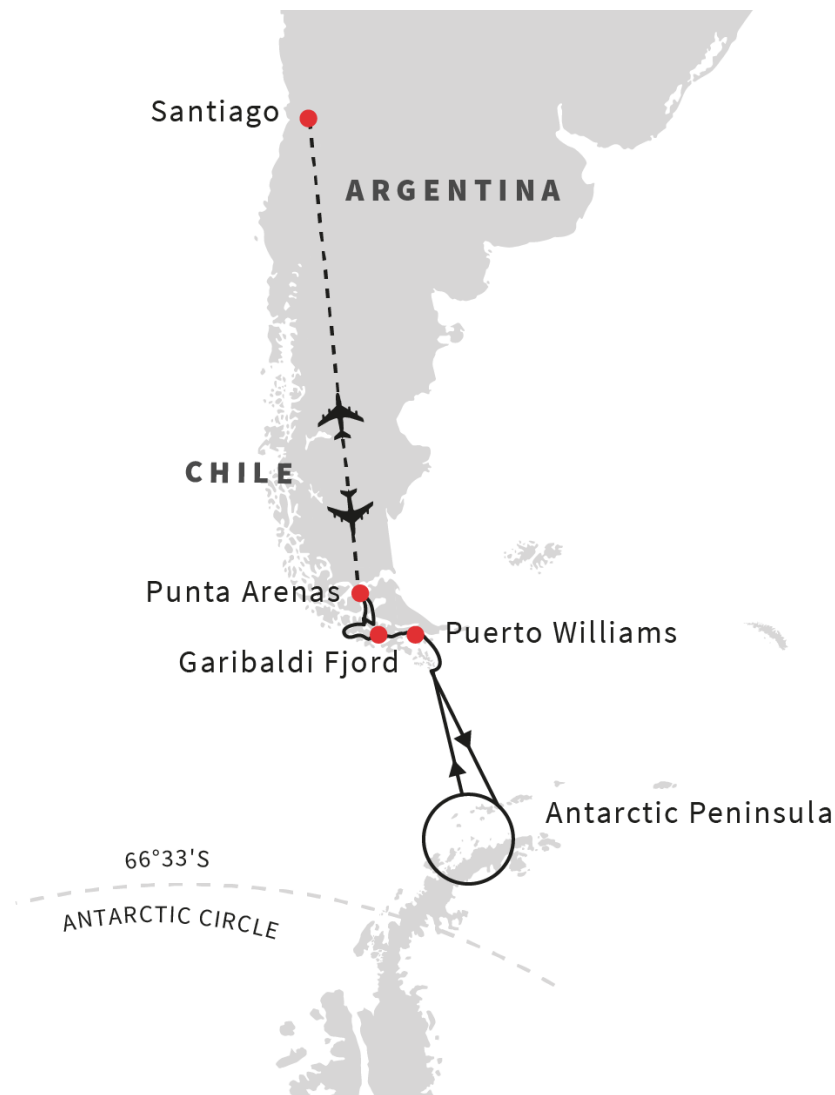 Santiago
ARGENTINA
CHILE
Punta Arenas
Puerto Williams
Garibaldi Fjord
Antarctic Peninsula
66°33'S
ANTARCTIC CIRCLE